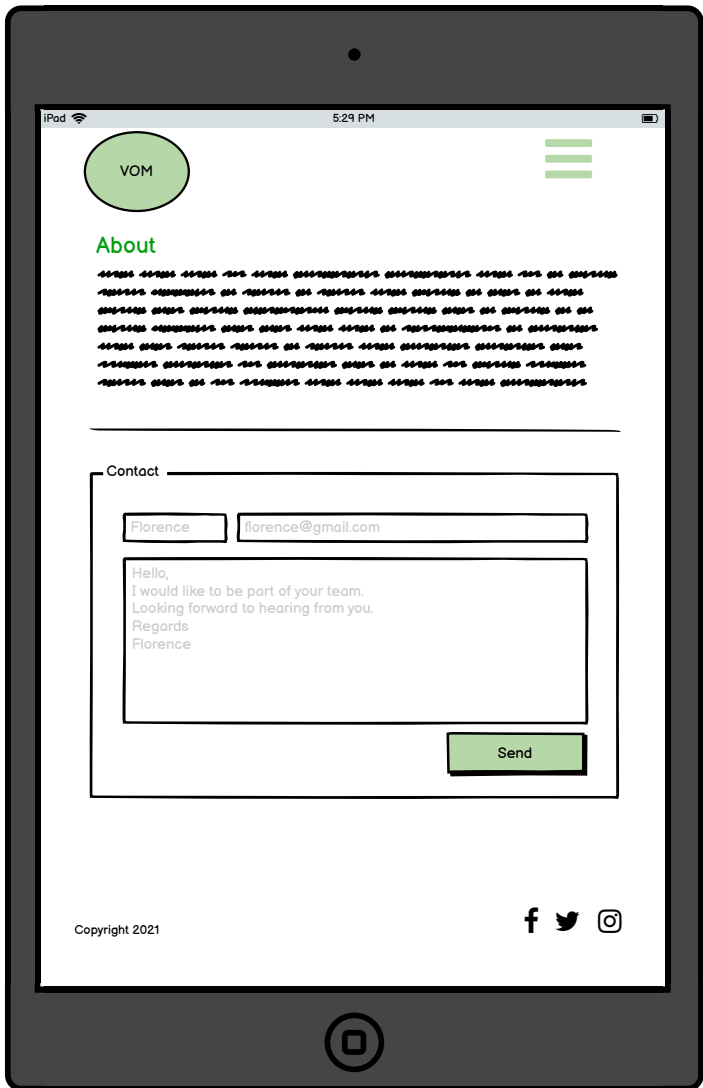 iPad 5:29 PM
VOM
About
Contact
Florence florence@gmail.com
Hello,
I would like to be part of your team.
Looking forward to hearing from you.
Regards
Florence
Send
Copyright 2021